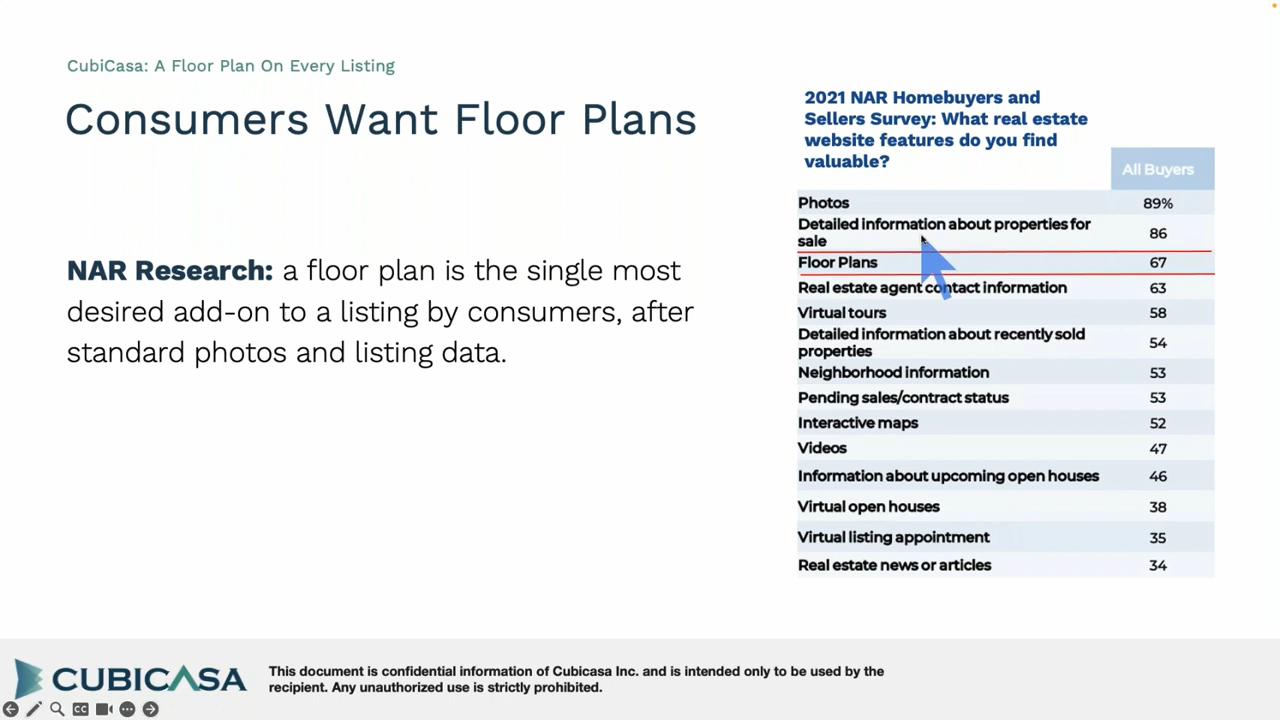 CubiCasa: A Floor Plan On Every Listing
Consumers Want Floor Plans
NAR Research: a floor plan is the single most
desired add-on to a listing by consumers, after
standard photos and listing data.
2021 NAR Homebuyers and
Sellers Survey: What real estate
website features do you find
valuable?
All Buyers
Photos 89%
Detailed information about properties for
sale 86
Floor Plans 67
Real estate agent contact information 63
Virtual tours 58
Detailed information about recently sold
properties 54
Neighborhood information 53
Pending sales/contract status 53
Interactive maps 52
Videos 47
Information about upcoming open houses 46
Virtual open houses 38
Virtual listing appointment 35
Real estate news or articles 34
CUBICASA
This document is confidential information of Cubicasa Inc. and is intended only to be used by the
recipient. Any unauthorized use is strictly prohibited.
CC